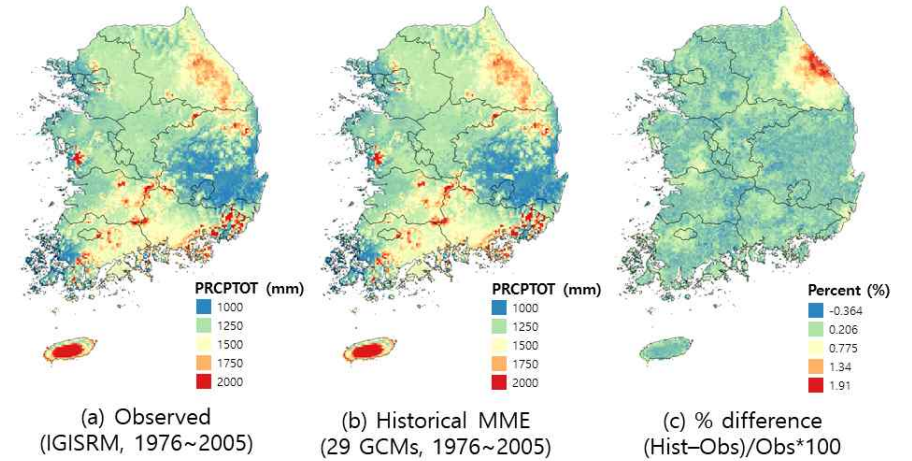 PRCPTOT (mm)
1000
1250
1500
1750
2000
PRCPTOT (mm)
1000
1250
1500
1750
2000
Percent (%)
-0.364
0.206
0.775
1.34
1.91
(a) Observed
(IGISRM, 1976~2005)
(b) Historical MME
(29 GCMs, 1976~2005)
(c) % difference
(Hist–Obs)/Obs*100